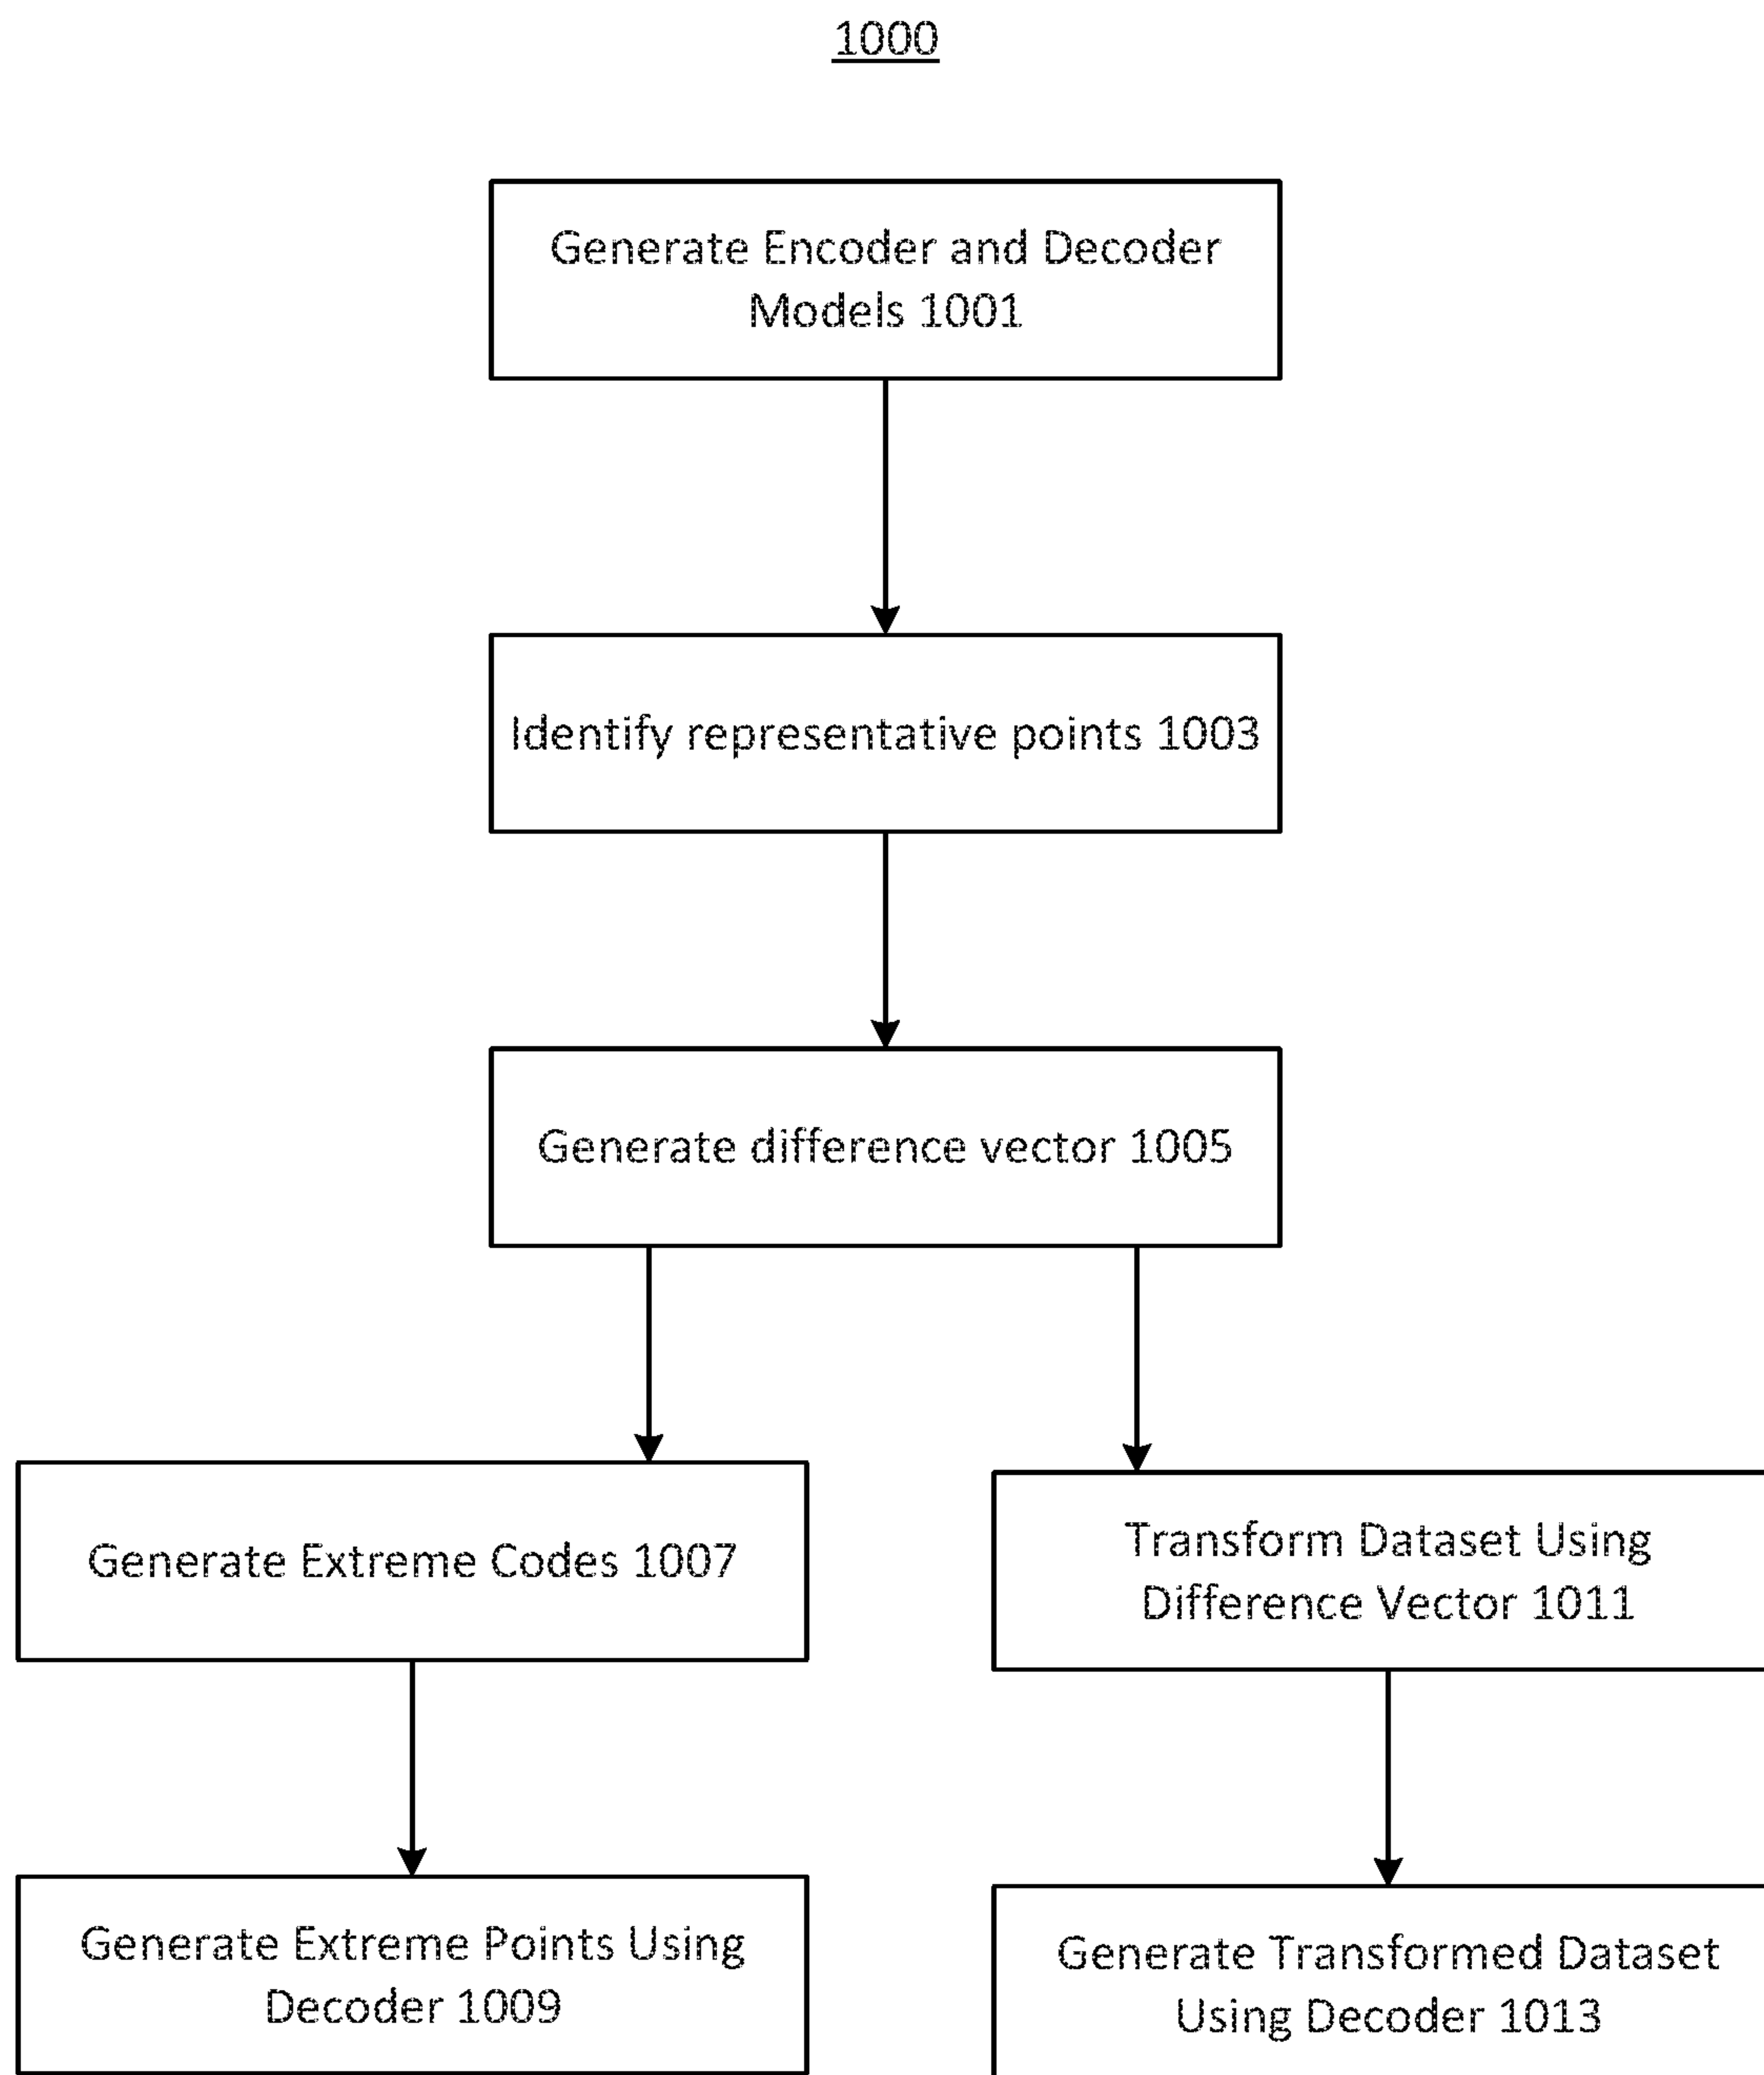 1000
Generate Encoder and Decoder
Models 1001
Identify representative points 1003
Generate difference vector 1005
Generate Extreme Codes 1007
Transform Dataset Using
Difference Vector 1011
Generate Extreme Points Using
Decoder 1009
Generate Transformed Dataset
Using Decoder 1013